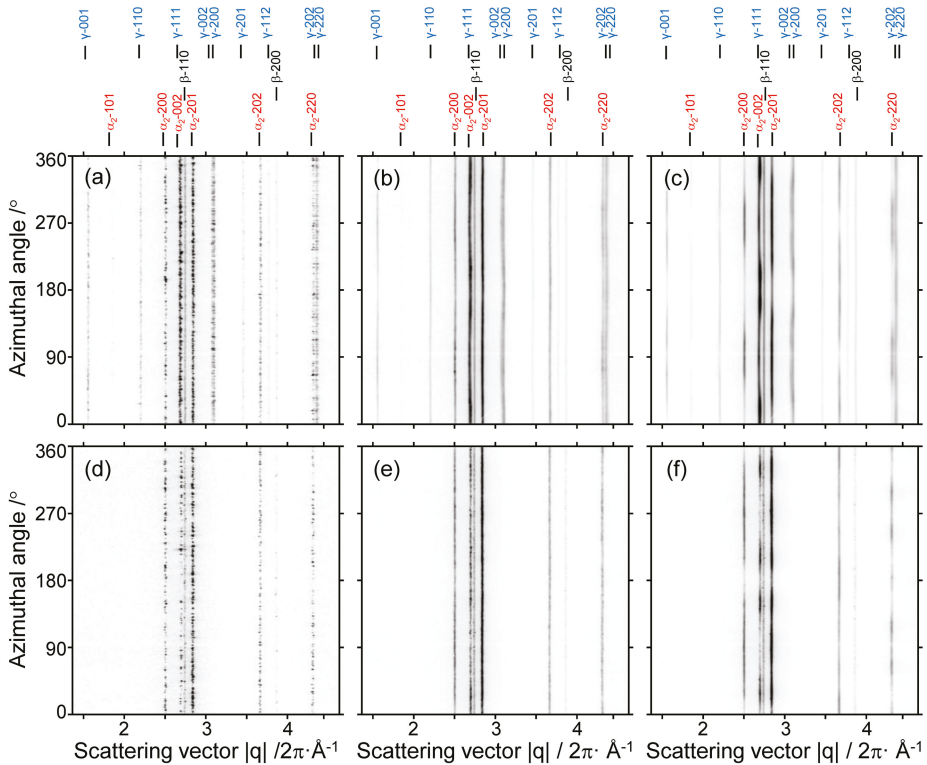 γ-001 γ-110 γ-111 γ-002 γ-200 γ-201 γ-112 γ-202 γ-220
β-110 β-200
α₂-101 α₂-200 α₂-002 α₂-201 α₂-202 α₂-220
γ-001 γ-110 γ-111 γ-002 γ-200 γ-201 γ-112 γ-202 γ-220
β-110 β-200
α₂-101 α₂-200 α₂-002 α₂-201 α₂-202 α₂-220
γ-001 γ-110 γ-111 γ-002 γ-200 γ-201 γ-112 γ-202 γ-220
β-110 β-200
α₂-101 α₂-200 α₂-002 α₂-201 α₂-202 α₂-220
Azimuthal angle /°
360
270
180
90
0
(a) (b) (c)
Azimuthal angle /°
360
270
180
90
0
(d) (e) (f)
2 3 4 2 3 4 2 3 4
Scattering vector |q| /2π·Å⁻¹
Scattering vector |q| / 2π· Å⁻¹
Scattering vector |q| / 2π· Å⁻¹